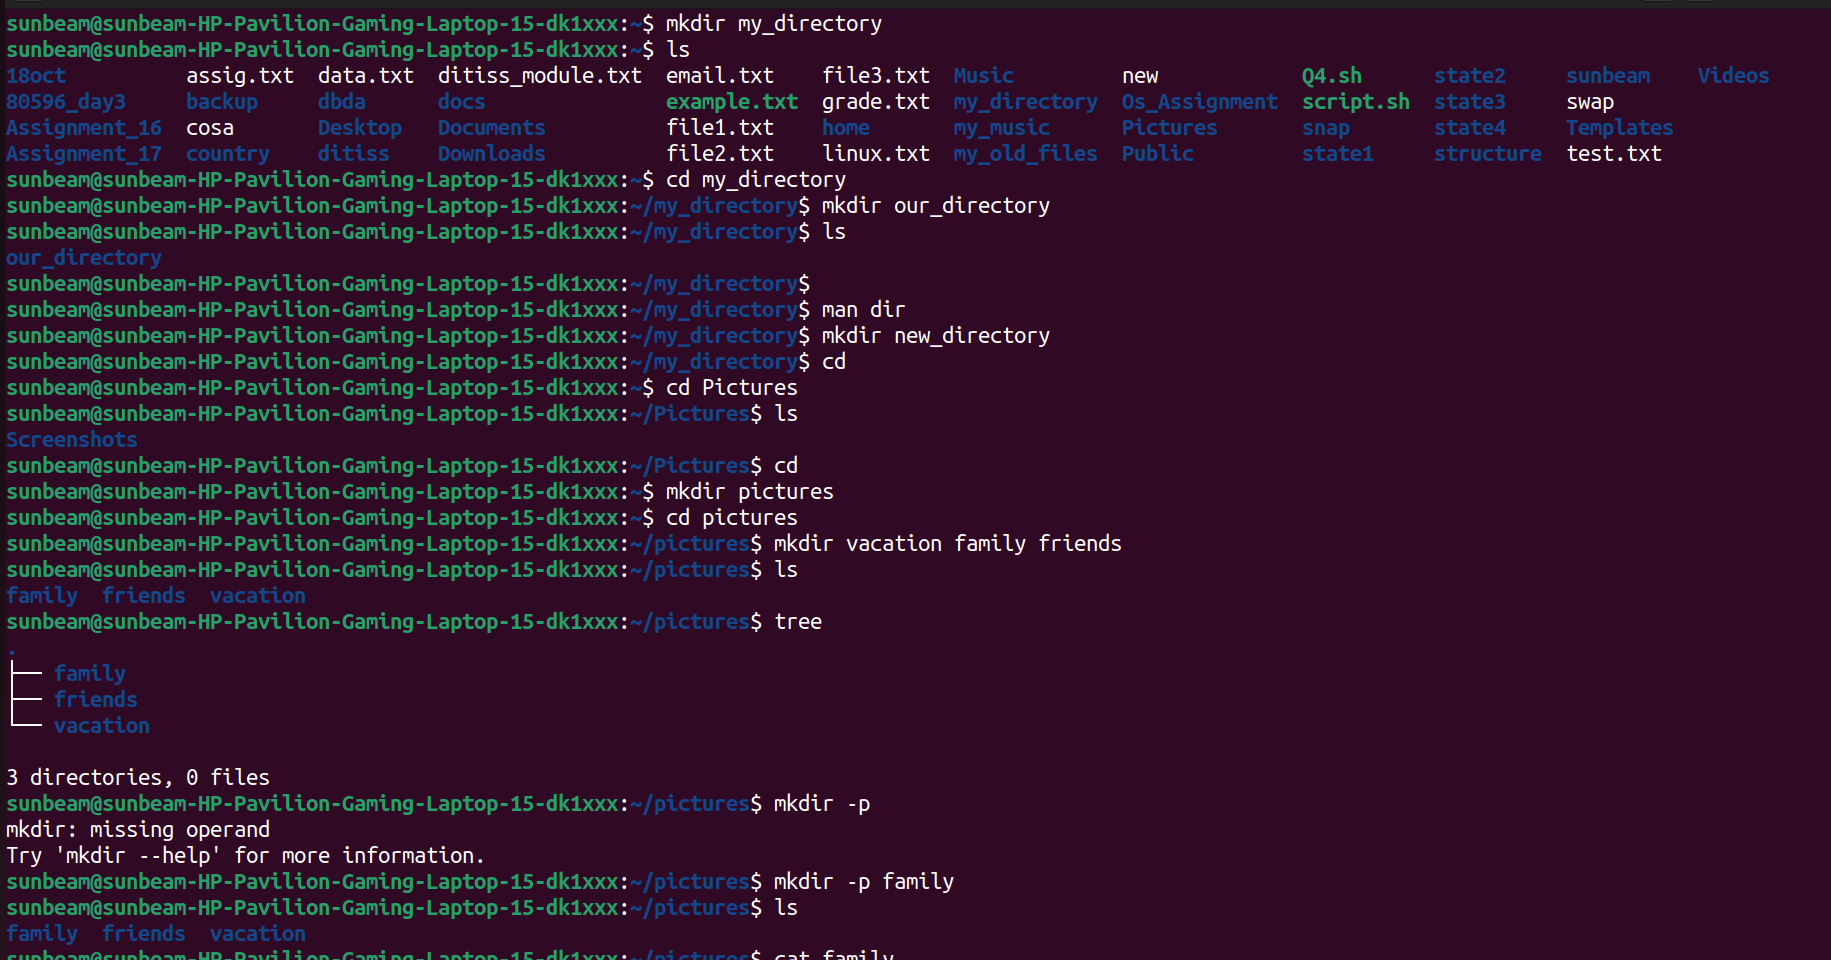 sunbeam@sunbeam-HP-Pavilion-Gaming-Laptop-15-dk1xxx:~$ mkdir my_directory
sunbeam@sunbeam-HP-Pavilion-Gaming-Laptop-15-dk1xxx:~$ ls
18oct assig.txt data.txt ditiss_module.txt email.txt file3.txt Music new Q4.sh state2 sunbeam Videos
80596_day3 backup dbda docs example.txt grade.txt my_directory Os_Assignment script.sh state3 swap
Assignment_16 cosa Desktop Documents file1.txt home my_music Pictures snap state4 Templates
Assignment_17 country ditiss Downloads file2.txt linux.txt my_old_files Public state1 structure test.txt
sunbeam@sunbeam-HP-Pavilion-Gaming-Laptop-15-dk1xxx:~$ cd my_directory
sunbeam@sunbeam-HP-Pavilion-Gaming-Laptop-15-dk1xxx:~/my_directory$ mkdir our_directory
sunbeam@sunbeam-HP-Pavilion-Gaming-Laptop-15-dk1xxx:~/my_directory$ ls
our_directory
sunbeam@sunbeam-HP-Pavilion-Gaming-Laptop-15-dk1xxx:~/my_directory$
sunbeam@sunbeam-HP-Pavilion-Gaming-Laptop-15-dk1xxx:~/my_directory$ man dir
sunbeam@sunbeam-HP-Pavilion-Gaming-Laptop-15-dk1xxx:~/my_directory$ mkdir new_directory
sunbeam@sunbeam-HP-Pavilion-Gaming-Laptop-15-dk1xxx:~/my_directory$ cd
sunbeam@sunbeam-HP-Pavilion-Gaming-Laptop-15-dk1xxx:~$ cd Pictures
sunbeam@sunbeam-HP-Pavilion-Gaming-Laptop-15-dk1xxx:~/Pictures$ ls
Screenshots
sunbeam@sunbeam-HP-Pavilion-Gaming-Laptop-15-dk1xxx:~/Pictures$ cd
sunbeam@sunbeam-HP-Pavilion-Gaming-Laptop-15-dk1xxx:~$ mkdir pictures
sunbeam@sunbeam-HP-Pavilion-Gaming-Laptop-15-dk1xxx:~$ cd pictures
sunbeam@sunbeam-HP-Pavilion-Gaming-Laptop-15-dk1xxx:~/pictures$ mkdir vacation family friends
sunbeam@sunbeam-HP-Pavilion-Gaming-Laptop-15-dk1xxx:~/pictures$ ls
family friends vacation
sunbeam@sunbeam-HP-Pavilion-Gaming-Laptop-15-dk1xxx:~/pictures$ tree
.
├── family
├── friends
└── vacation
3 directories, 0 files
sunbeam@sunbeam-HP-Pavilion-Gaming-Laptop-15-dk1xxx:~/pictures$ mkdir -p
mkdir: missing operand
Try 'mkdir --help' for more information.
sunbeam@sunbeam-HP-Pavilion-Gaming-Laptop-15-dk1xxx:~/pictures$ mkdir -p family
sunbeam@sunbeam-HP-Pavilion-Gaming-Laptop-15-dk1xxx:~/pictures$ ls
family friends vacation
sunbeam@sunbeam-HP-Pavilion-Gaming-Laptop-15-dk1xxx:~/pictures$ cat family